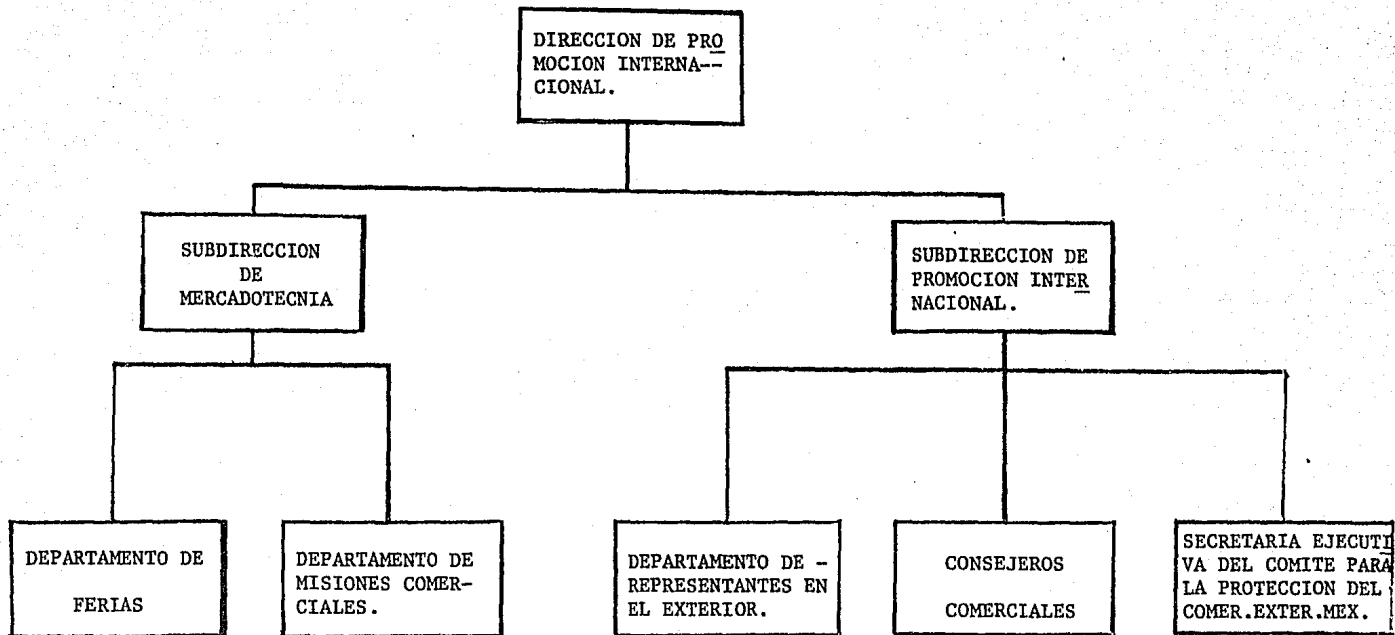 DIRECCION DE PRO
MOCION INTERNA--
CIONAL.
SUBDIRECCION
DE
MERCADOTECNIA
SUBDIRECCION DE
PROMOCION INTER
NACIONAL.
DEPARTAMENTO DE
FERIAS
DEPARTAMENTO DE
MISIONES COMER-
CIALES.
DEPARTAMENTO DE -
REPRESENTANTES EN
EL EXTERIOR.
CONSEJEROS
COMERCIALES
SECRETARIA EJECUTI
VA DEL COMITE PARA
LA PROTECCION DEL
COMER.EXTER.MEX.